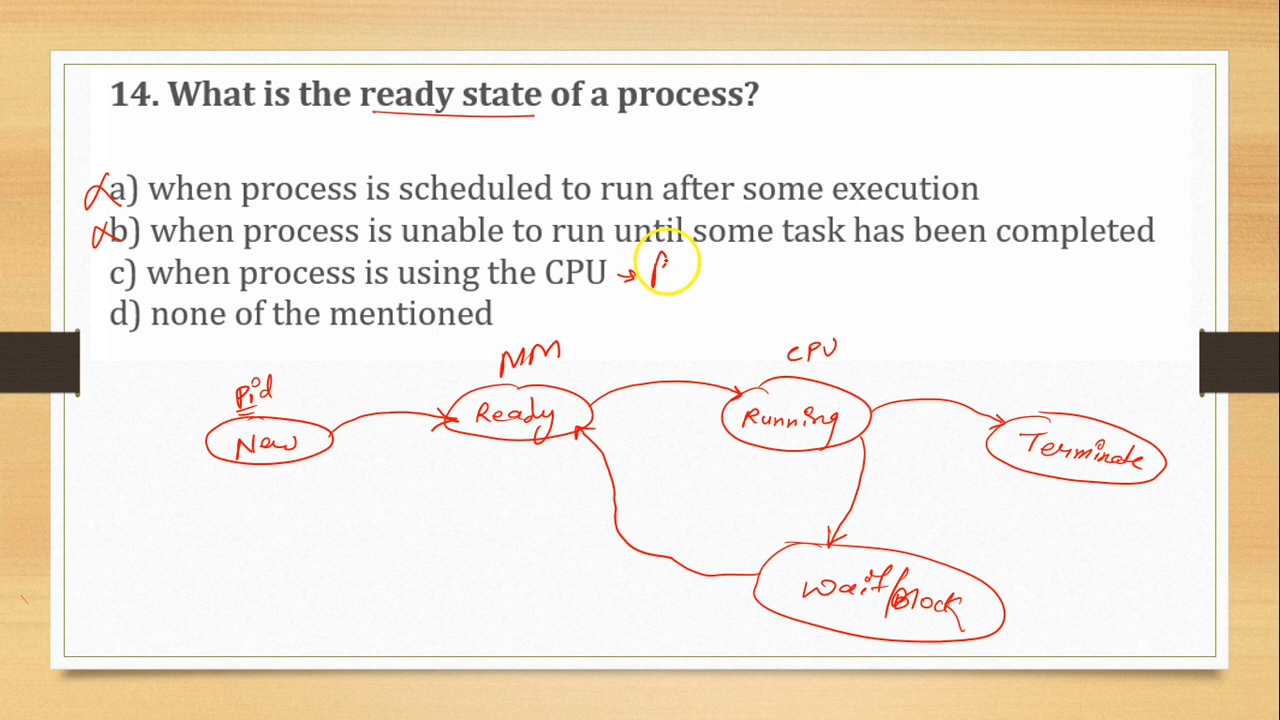 14. What is the ready state of a process?
a) when process is scheduled to run after some execution
b) when process is unable to run until some task has been completed
c) when process is using the CPU
d) none of the mentioned
MM
CPU
Pid
New
Ready
Running
Terminate
Wait/Block